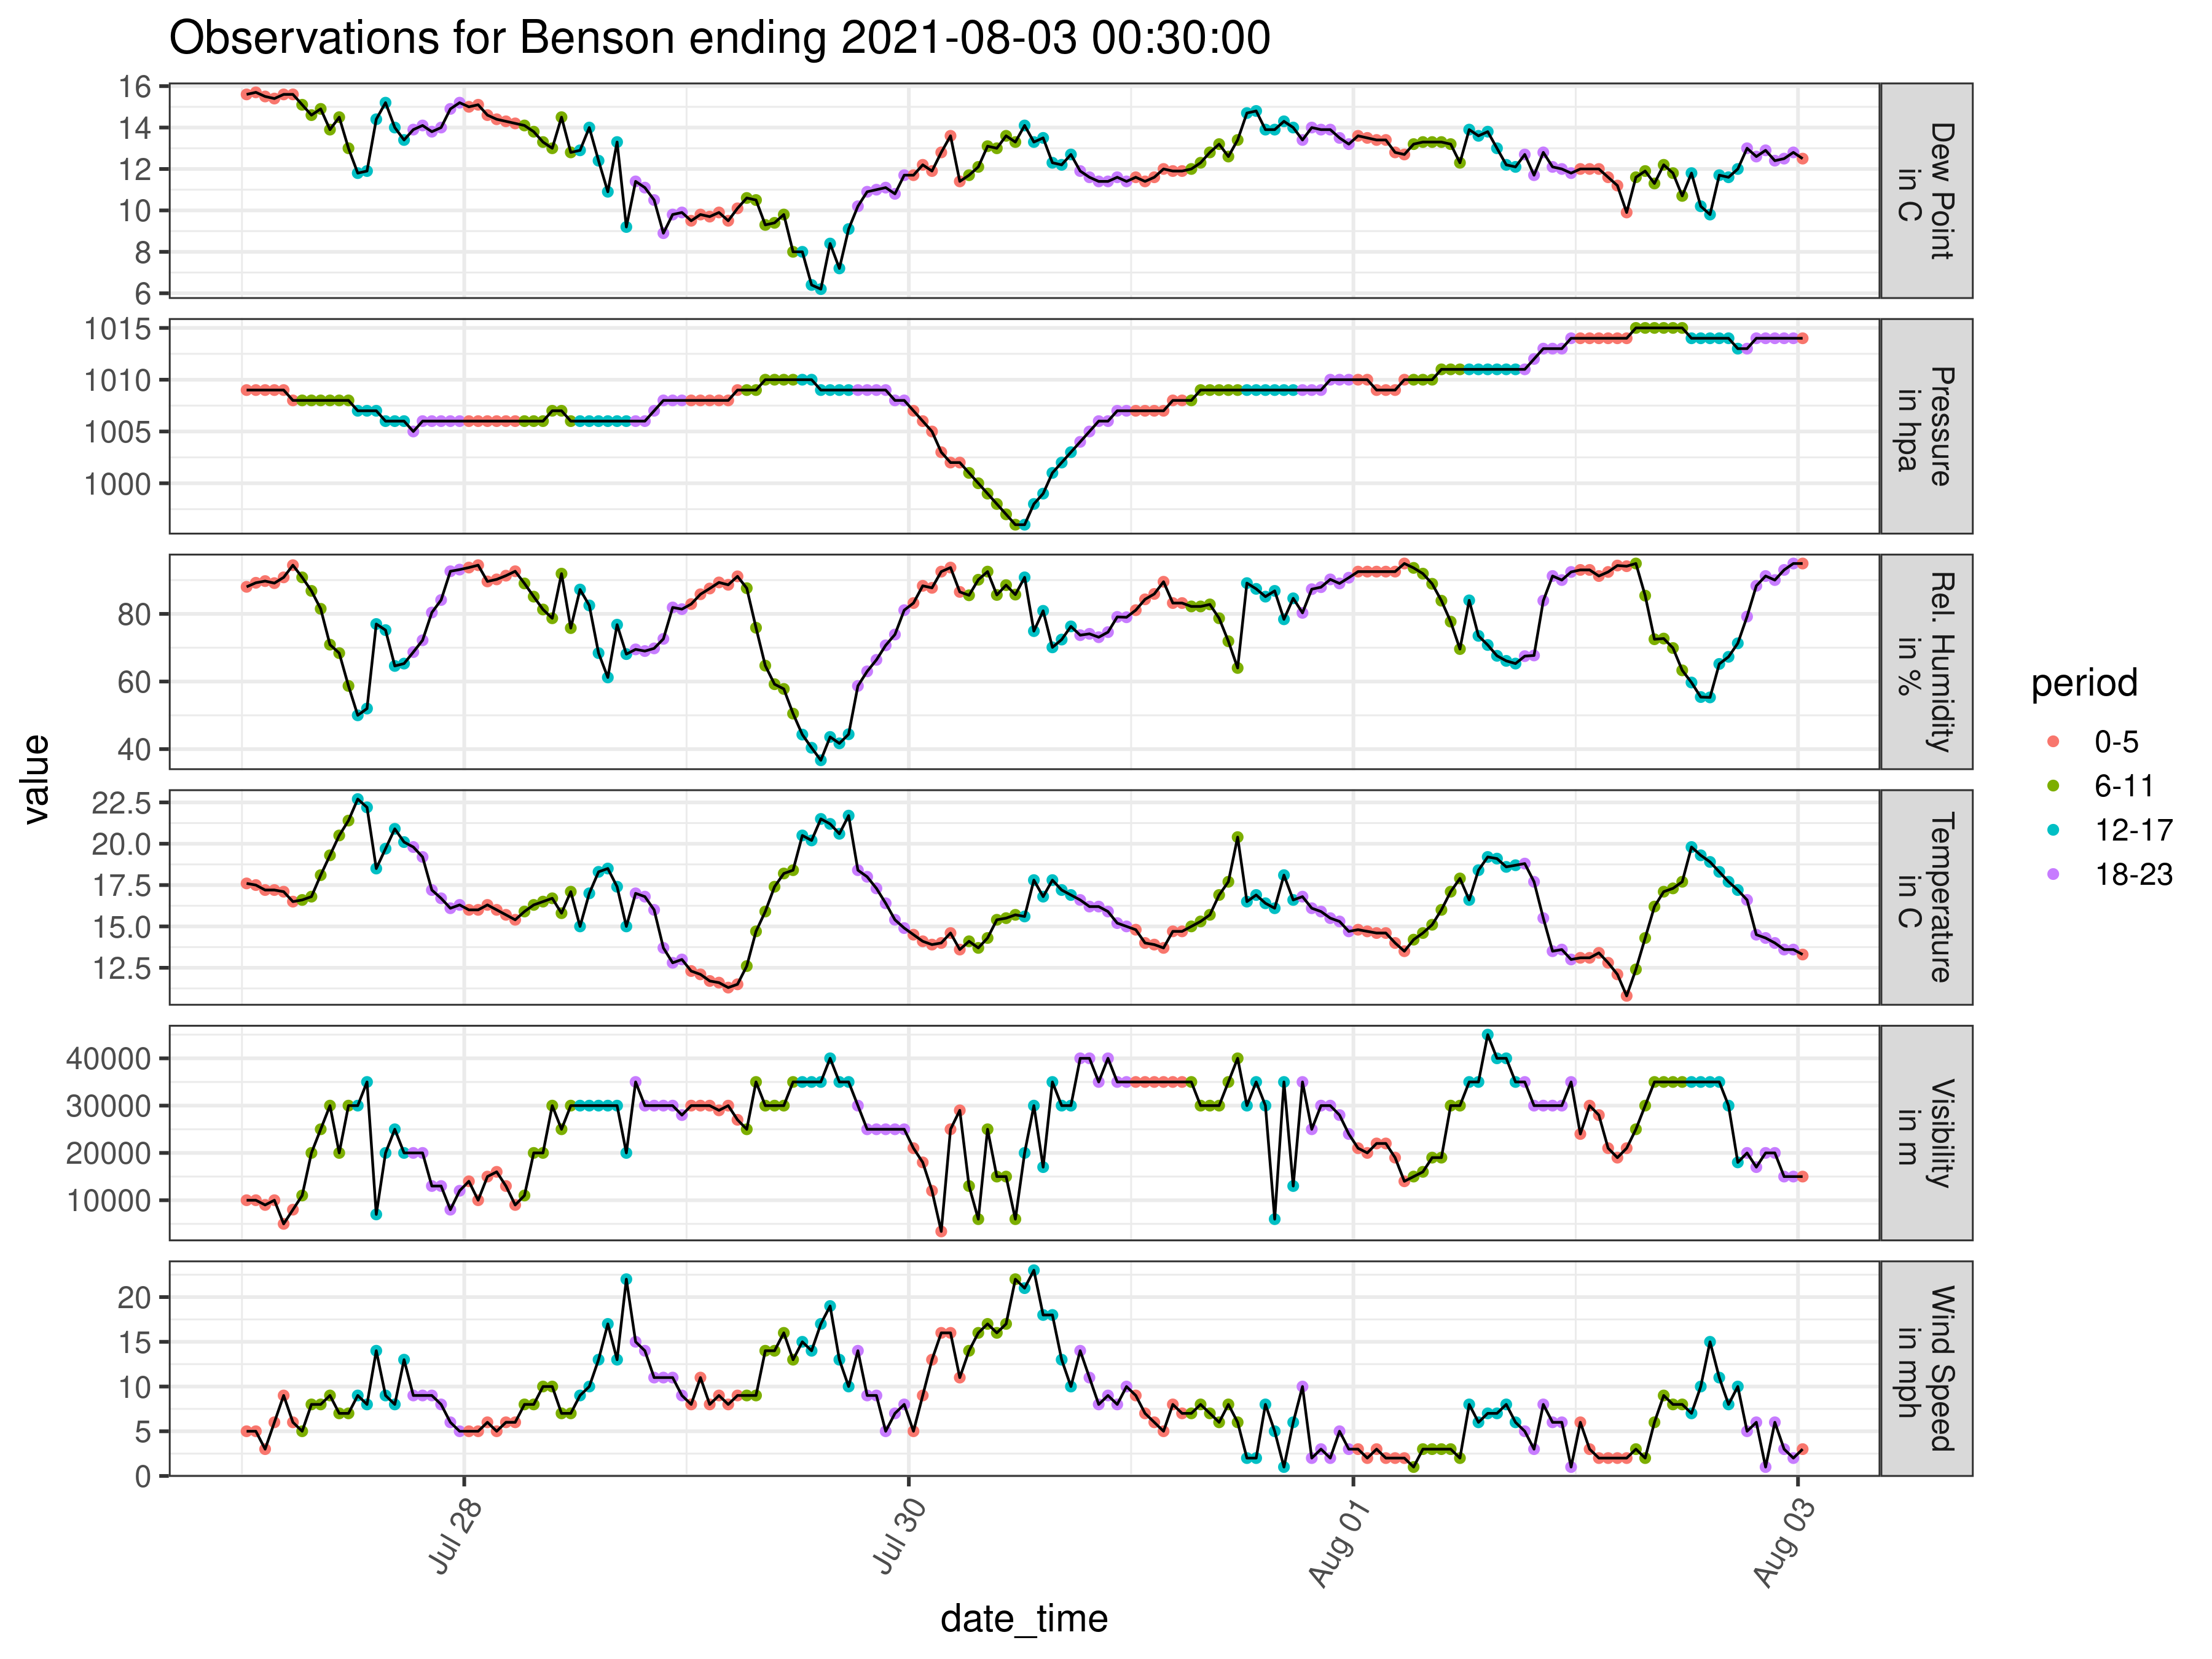 Observations for Benson ending 2021-08-03 00:30:00
16
14
12
10
8
6
Dew Point
in C
1015
1010
1005
1000
Pressure
in hpa
80
60
40
Rel. Humidity
in %
22.5
20.0
17.5
15.0
12.5
Temperature
in C
40000
30000
20000
10000
Visibility
in m
20
15
10
5
0
Wind Speed
in mph
Jul 28
Jul 30
Aug 01
Aug 03
date_time
value
period
0-5
6-11
12-17
18-23